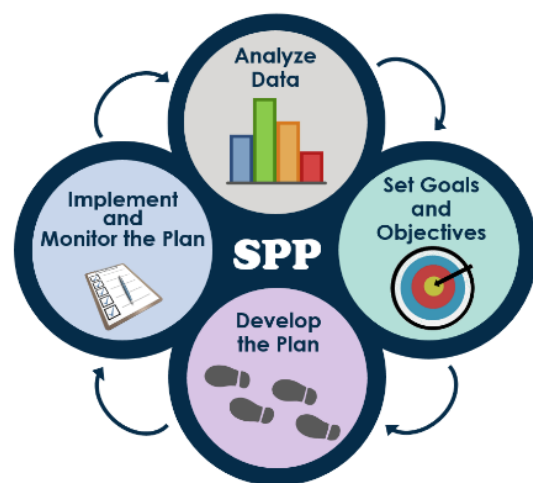 Analyze
Data
Set Goals
and
Objectives
SPP
Develop
the Plan
Implement
and
Monitor the Plan